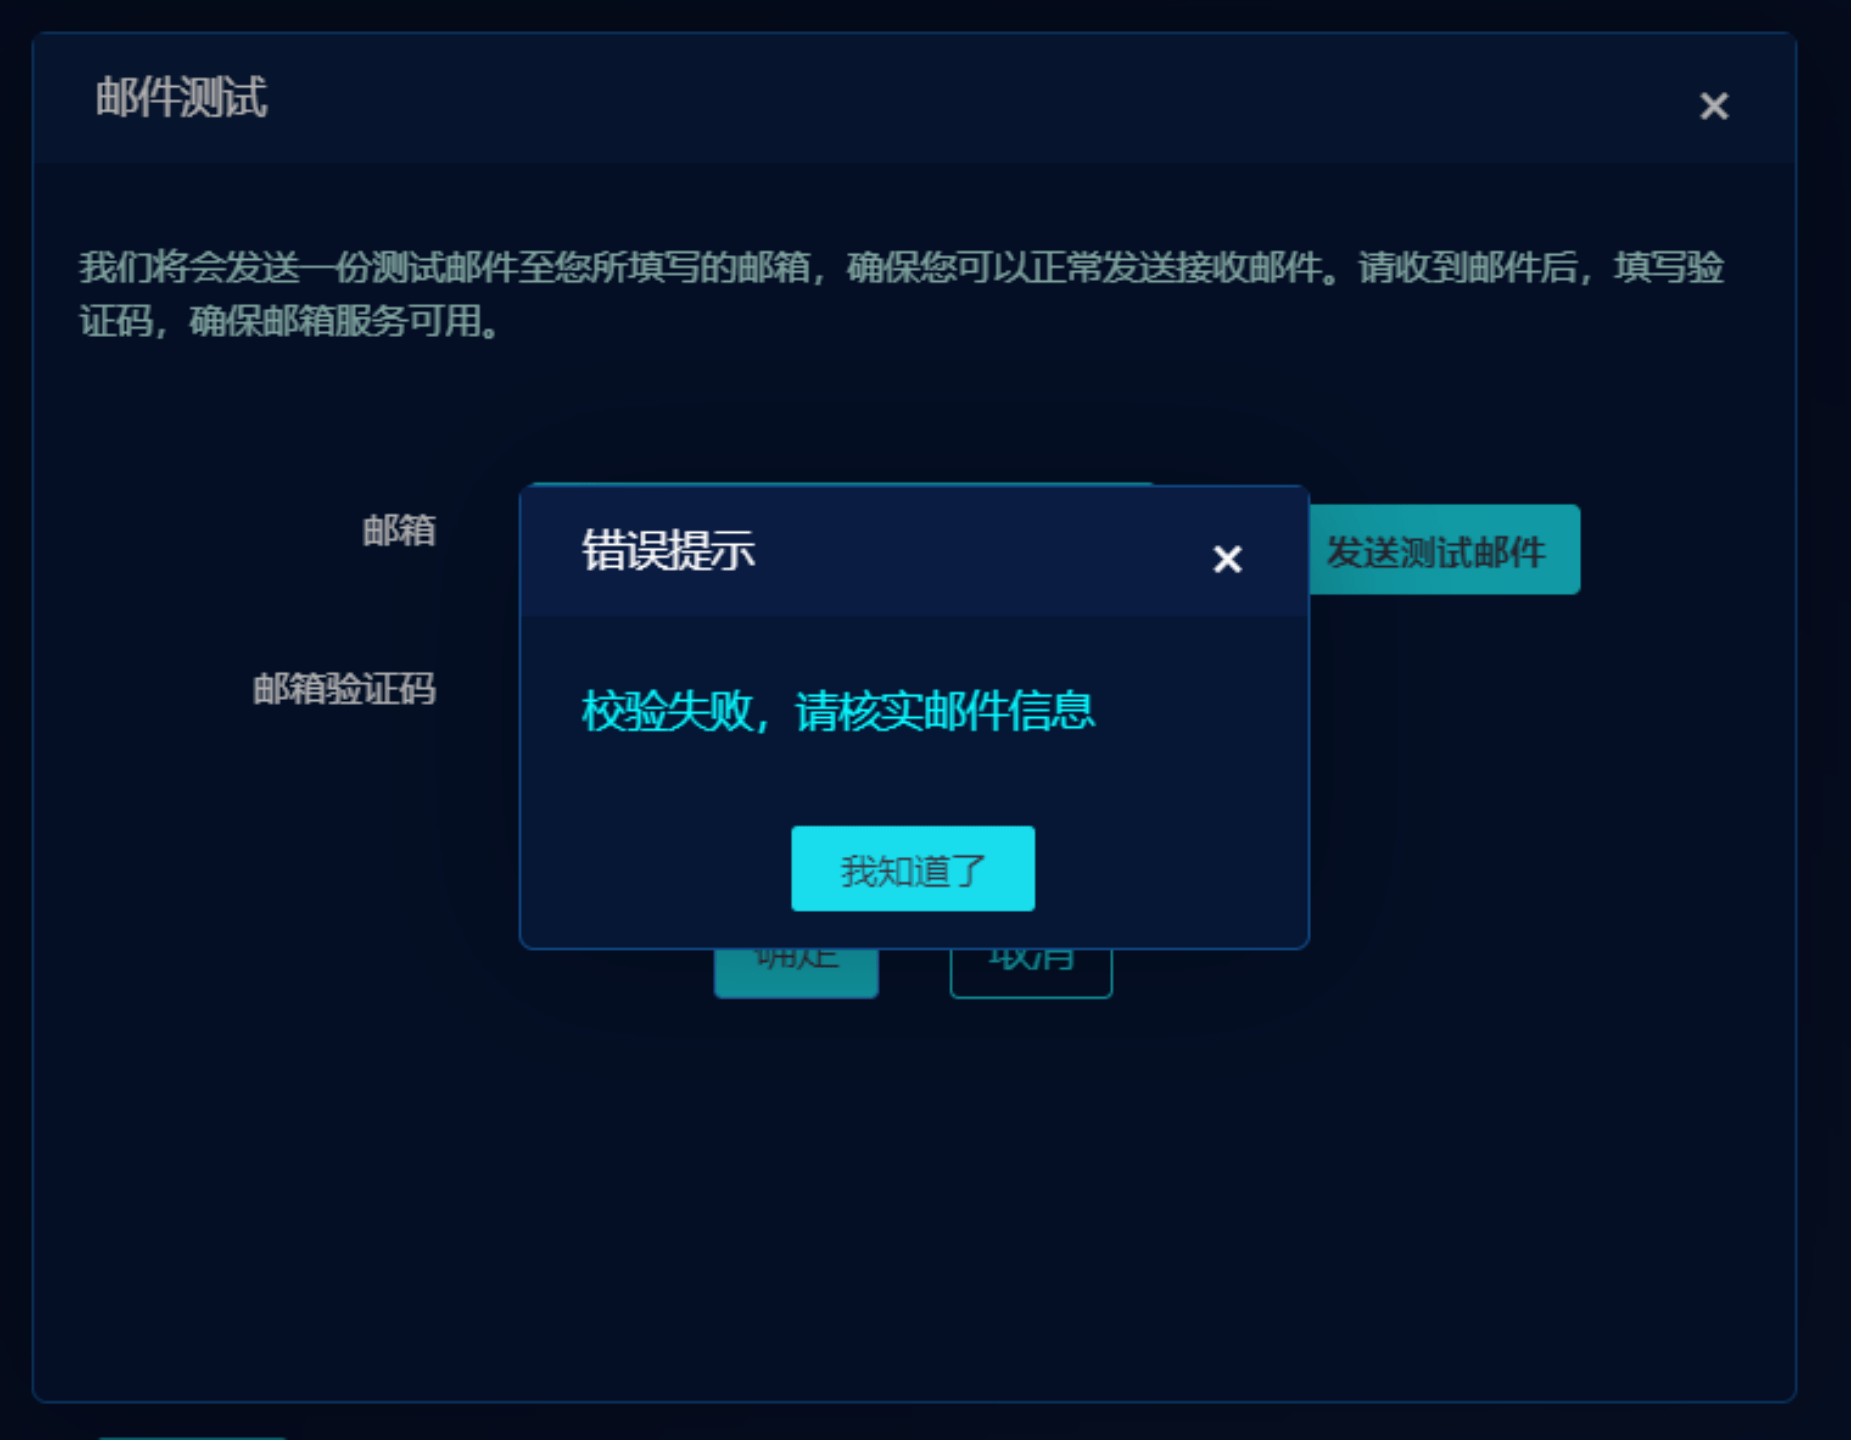 邮件测试
我们将会发送一份测试邮件至您所填写的邮箱，确保您可以正常发送接收邮件。请收到邮件后，填写验
证码，确保邮箱服务可用。
邮箱
发送测试邮件
邮箱验证码
错误提示
校验失败，请核实邮件信息
我知道了
确定
取消